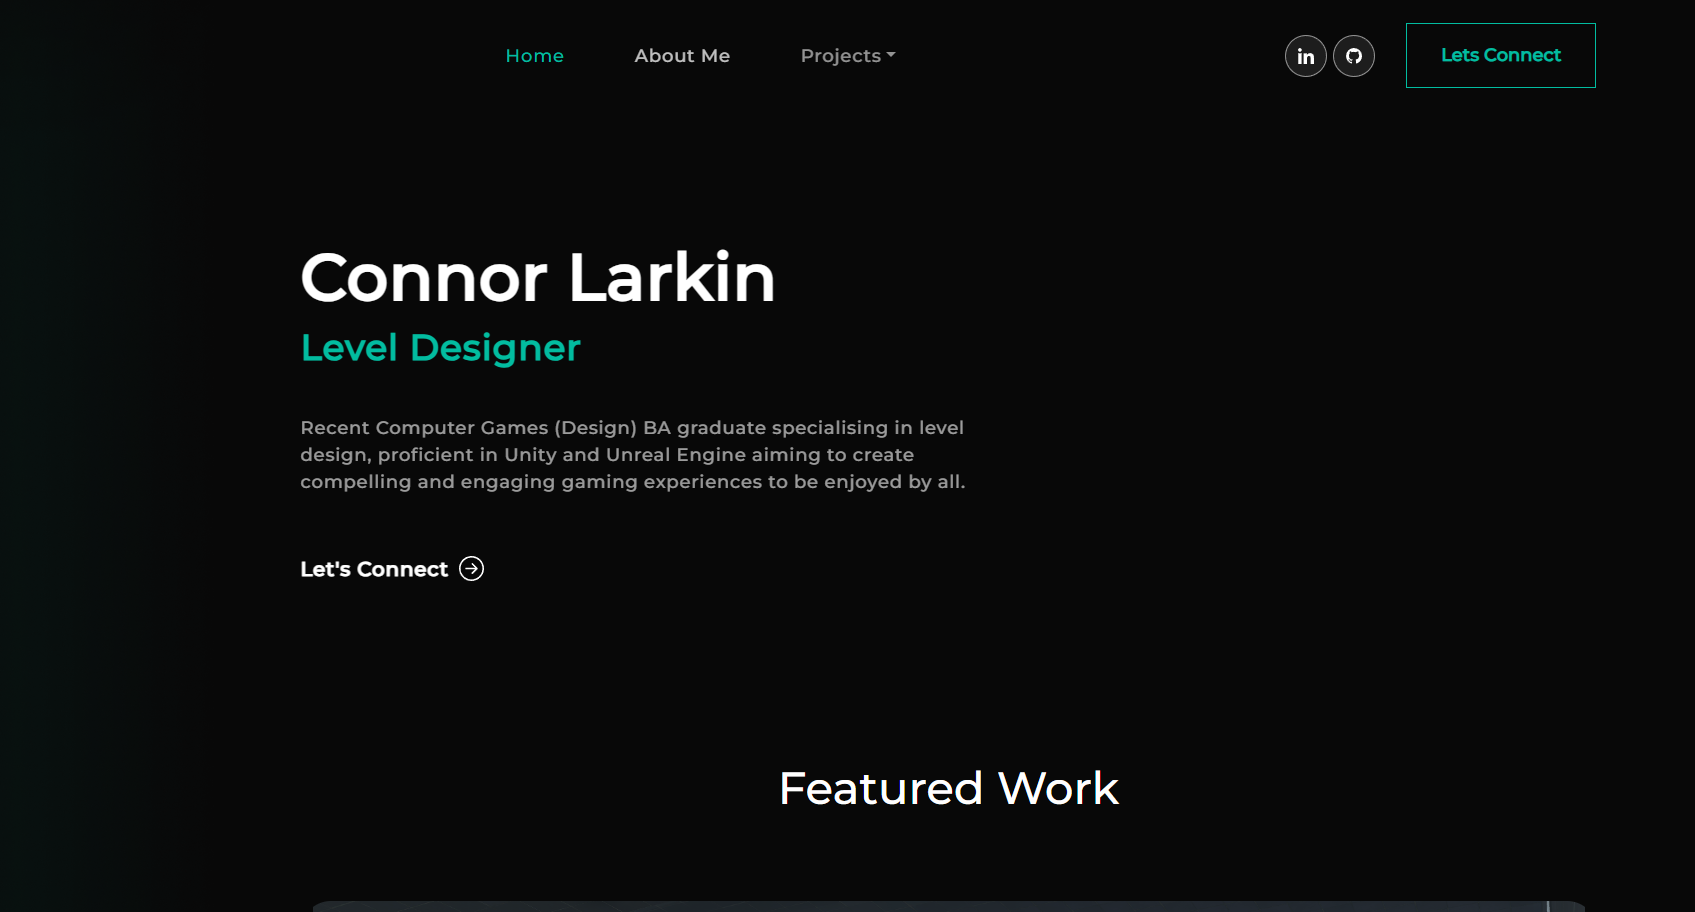 Home About Me Projects in Lets Connect
Connor Larkin
Level Designer
Recent Computer Games (Design) BA graduate specialising in level
design, proficient in Unity and Unreal Engine aiming to create
compelling and engaging gaming experiences to be enjoyed by all.
Let's Connect
Featured Work